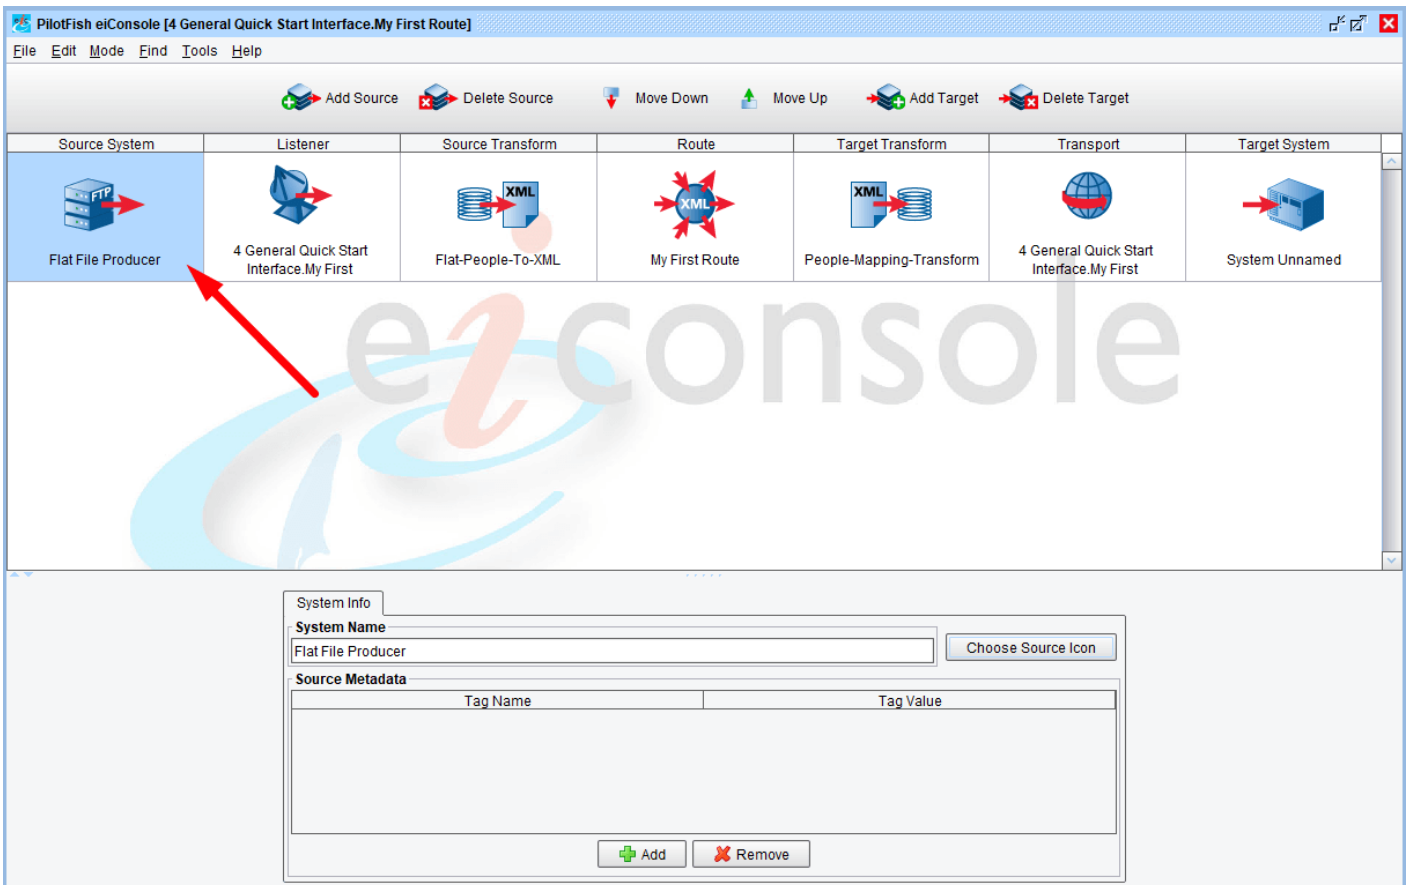 PilotFish eiConsole [4 General Quick Start Interface.My First Route]
File Edit Mode Find Tools Help
Add Source Delete Source Move Down Move Up Add Target Delete Target
Source System Listener Source Transform Route Target Transform Transport Target System
FTP XML XML XML
Flat File Producer 4 General Quick Start Interface.My First Flat-People-To-XML My First Route People-Mapping-Transform 4 General Quick Start Interface.My First System Unnamed
eiconsole
System Info
System Name
Flat File Producer Choose Source Icon
Source Metadata
Tag Name Tag Value
Add Remove